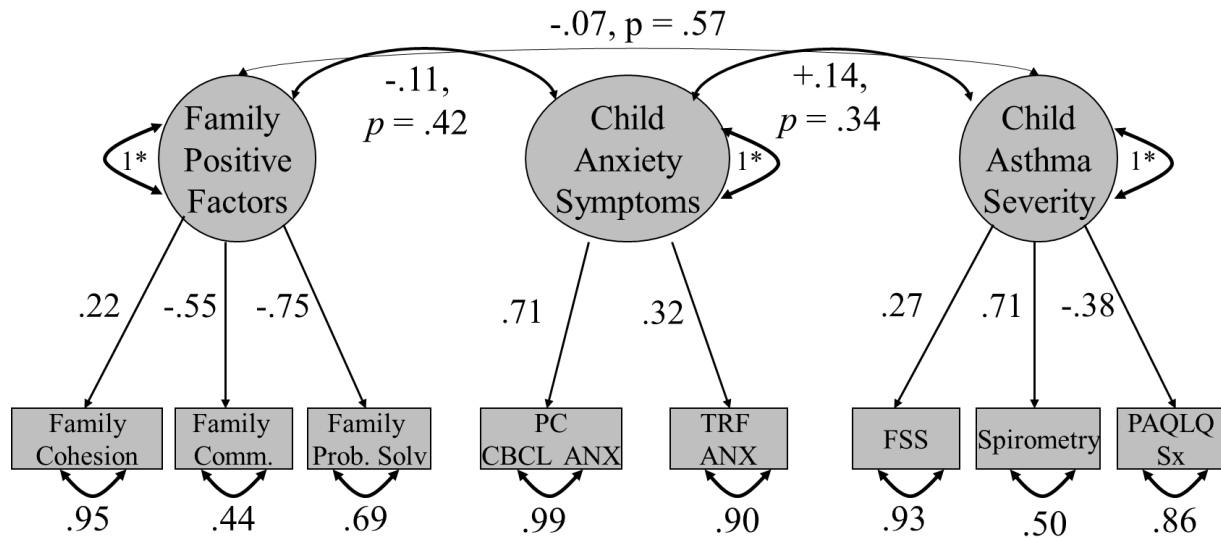 -.07, p = .57
-.11,
p = .42
+.14,
p = .34
Family
Positive
Factors
1*
Child
Anxiety
Symptoms
1*
Child
Asthma
Severity
1*
.22
-.55
-.75
.71
.32
.27
.71
-.38
Family
Cohesion
Family
Comm.
Family
Prob. Solv
PC
CBCL ANX
TRF
ANX
FSS
Spirometry
PAQLQ
Sx
.95
.44
.69
.99
.90
.93
.50
.86